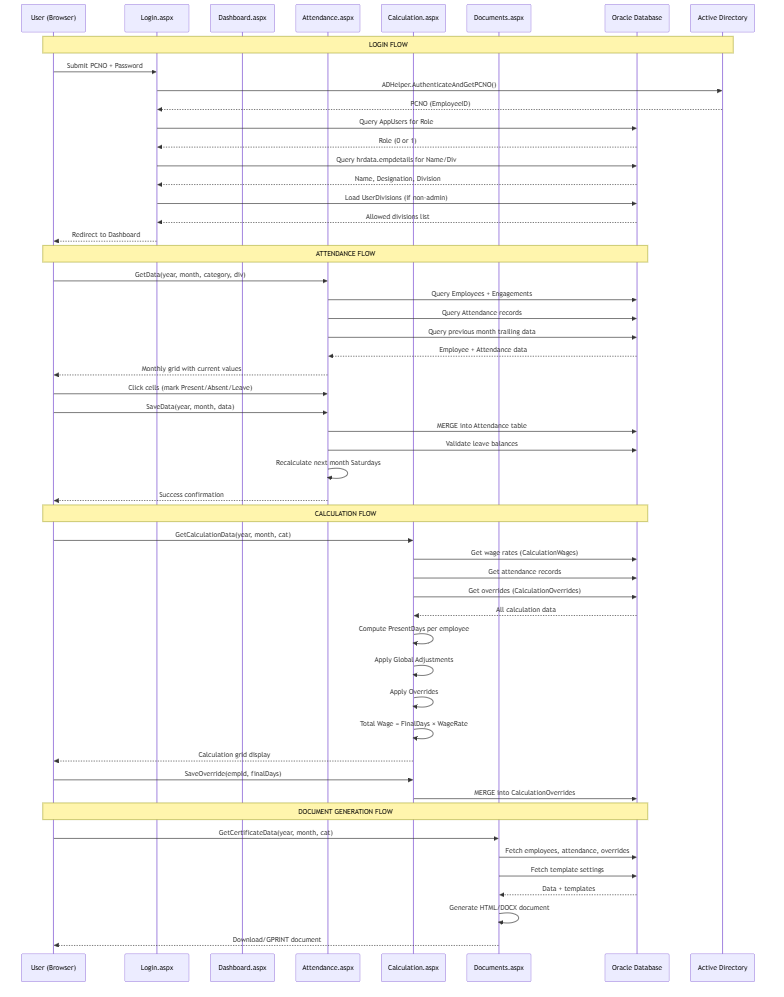 User (Browser)
Login.aspx
Dashboard.aspx
Attendance.aspx
Calculation.aspx
Documents.aspx
Oracle Database
Active Directory
LOGIN FLOW
Submit PCNO + Password
ADHelper.AuthenticateAndGetPCNO()
PCNO (EmployeeID)
Query AppUsers for Role
Role (0 or 1)
Query hrdata.empdetails for Name/Div
Name, Designation, Division
Load UserDivisions (if non-admin)
Allowed divisions list
Redirect to Dashboard
ATTENDANCE FLOW
GetData(year, month, category, div)
Query Employees + Engagements
Query Attendance records
Query previous month trailing data
Employee + Attendance data
Monthly grid with current values
Click cells (mark Present/Absent/Leave)
SaveData(year, month, data)
MERGE into Attendance table
Validate leave balances
Recalculate next month Saturdays
Success confirmation
CALCULATION FLOW
GetCalculationData(year, month, cat)
Get wage rates (CalculationWages)
Get attendance records
Get overrides (CalculationOverrides)
All calculation data
Compute PresentDays per employee
Apply Global Adjustments
Apply Overrides
Total Wage = FinalDays × WageRate
Calculation grid display
SaveOverride(empId, finalDays)
MERGE into CalculationOverrides
DOCUMENT GENERATION FLOW
GetCertificateData(year, month, cat)
Fetch employees, attendance, overrides
Fetch template settings
Data + templates
Generate HTML/DOCX document
Download/GPRINT document
User (Browser)
Login.aspx
Dashboard.aspx
Attendance.aspx
Calculation.aspx
Documents.aspx
Oracle Database
Active Directory